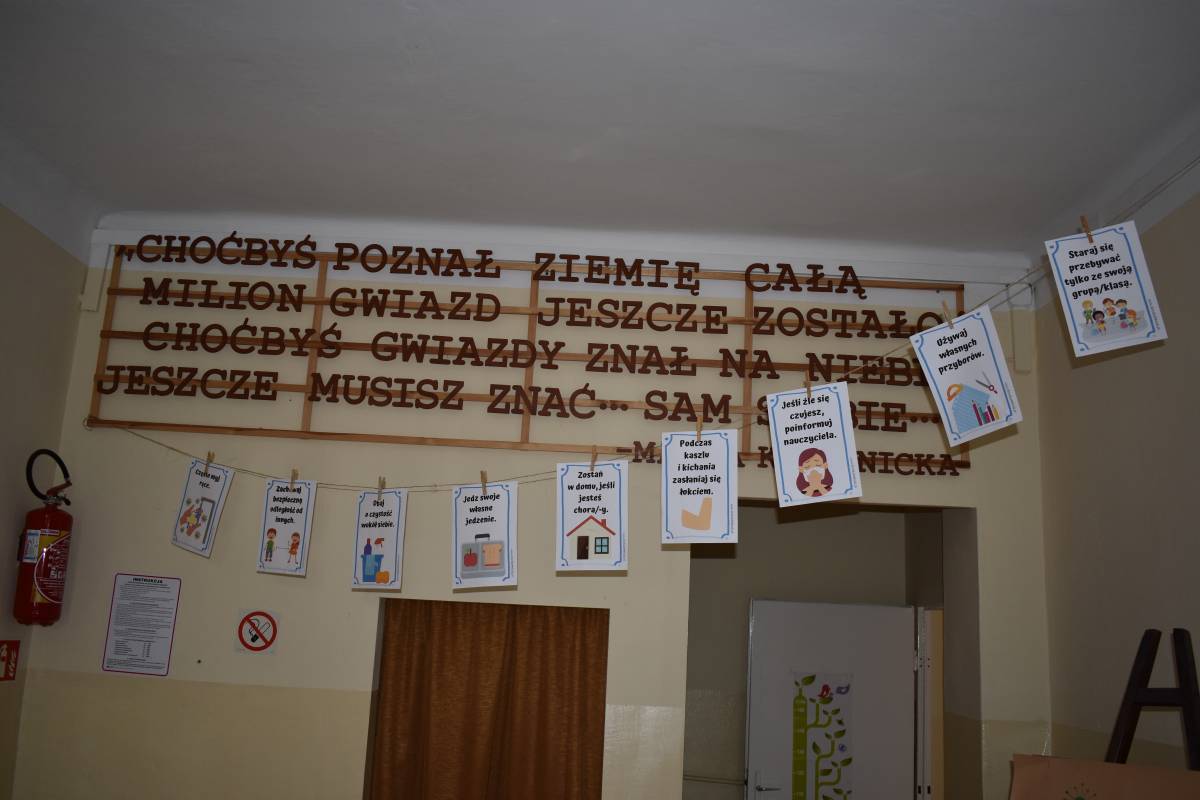 „CHOĆBYŚ POZNAŁ ZIEMIĘ CAŁĄ
MILION GWIAZD JESZCZE ZOSTAŁO
CHOĆBYŚ GWIAZDY ZNAŁ NA
JESZCZE MUSISZ ZNAĆ... SAM
Często myj
ręce.
Zachowaj
bezpieczną
odległość od
innych.
Dbaj
o czystość
wokół siebie.
Jedz swoje
własne
jedzenie.
Zostań
w domu, jeśli
jesteś
chora/-y.
Podczas
kaszlu
i kichania
zasłaniaj się
łokciem.
Jeśli źle się
czujesz,
poinformuj
nauczyciela.
Używaj
własnych
przyborów.
Staraj się
przebywać
tylko ze swoją
grupą/klasą.
INSTRUKCJA